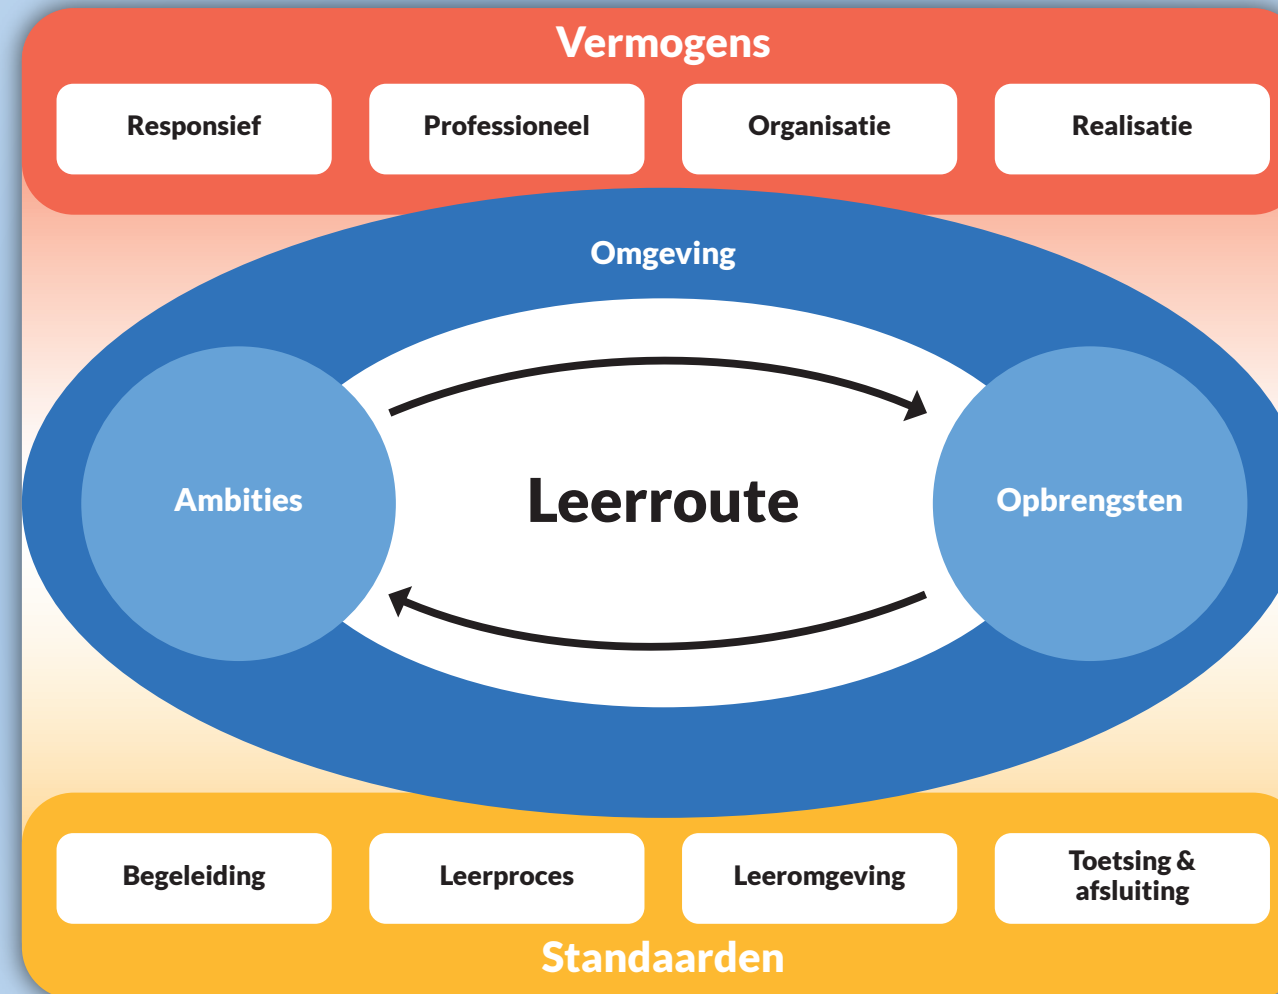 Vermogens
Responsief
Professioneel
Organisatie
Realisatie
Omgeving
Ambities
Leerroute
Opbrengsten
Begeleiding
Leerproces
Leeromgeving
Toetsing &
afsluiting
Standaarden